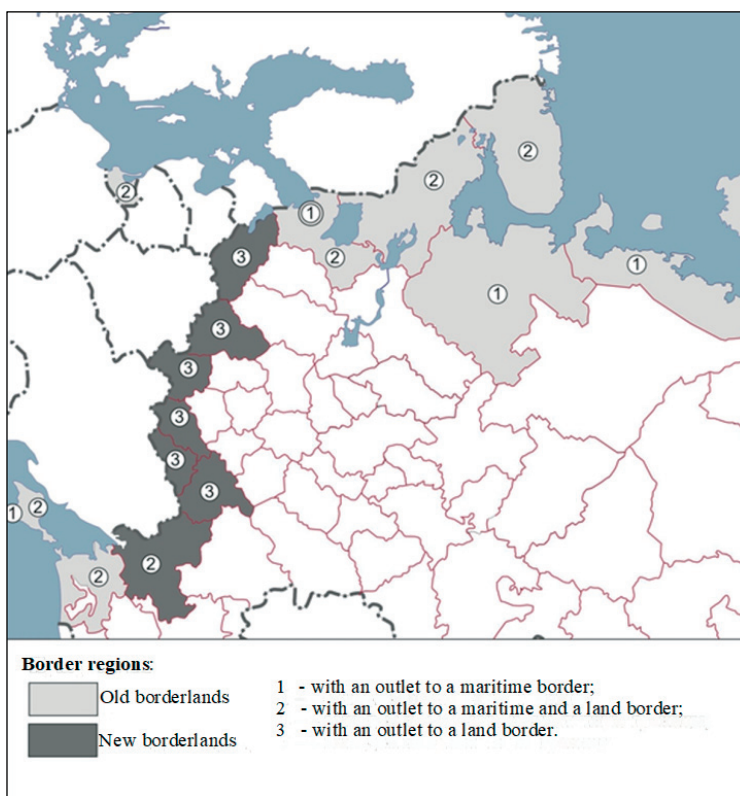 2
2
2
1
3
2
1
1
3
3
3
3
3
1 2
2
2
Border regions:
Old borderlands
New borderlands
1 - with an outlet to a maritime border;
2 - with an outlet to a maritime and a land border;
3 - with an outlet to a land border.